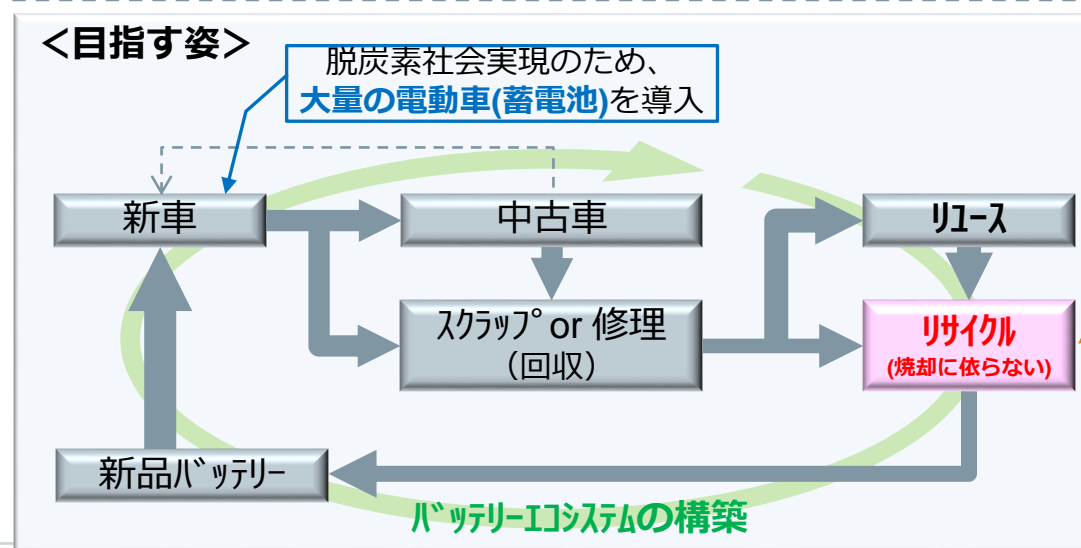 ＜目指す姿＞
脱炭素社会実現のため、
大量の電動車(蓄電池)を導入
新車
中古車
ﾘﾕｰｽ
ｽｸﾗｯﾌﾟ or 修理
（回収）
ﾘｻｲｸﾙ
(焼却に依らない)
新品ﾊﾞｯﾃﾘｰ
ﾊﾞｯﾃﾘｰｴｺｼｽﾃﾑの構築